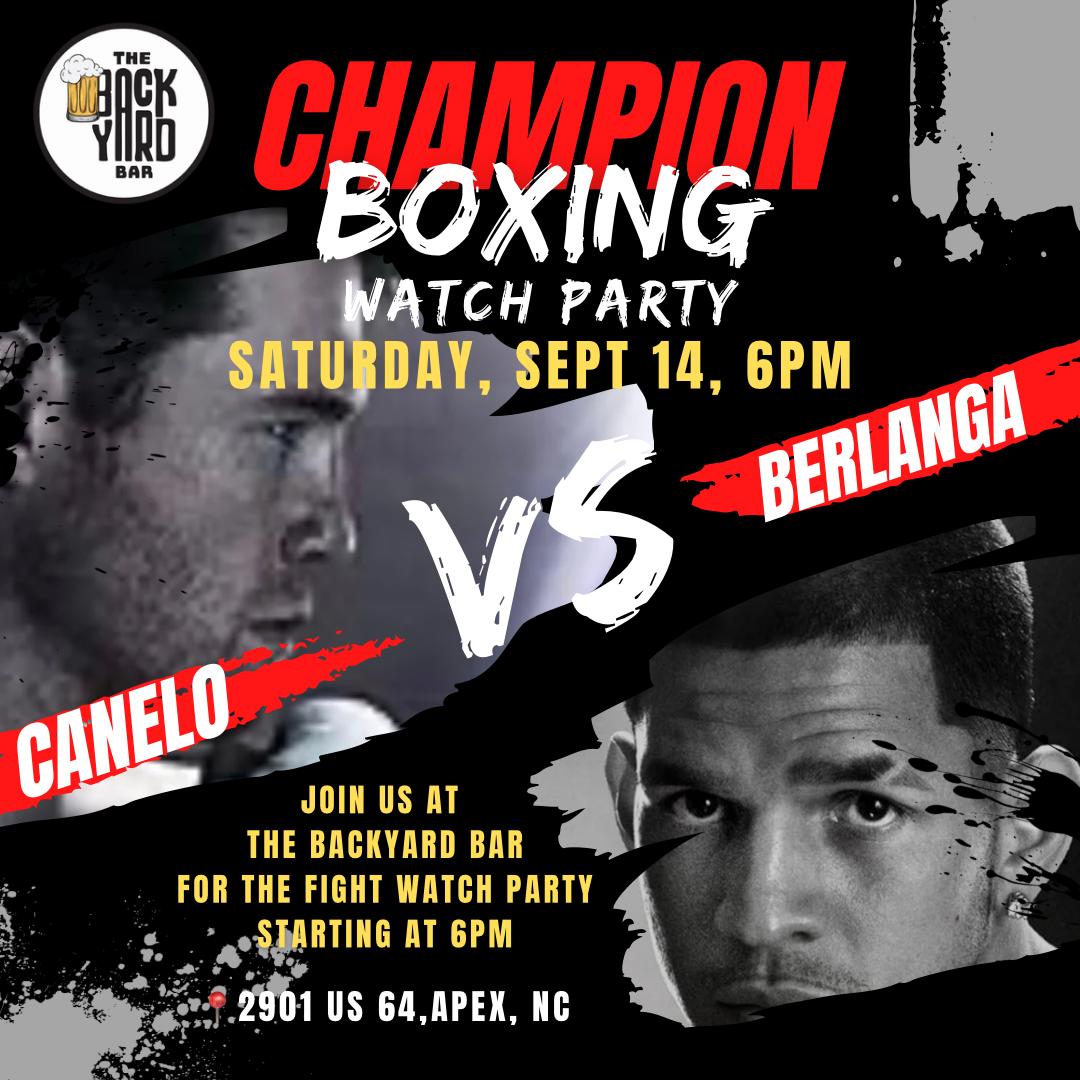 THE
BACK
YARD
BAR
CHAMPION
BOXING
WATCH PARTY
SATURDAY, SEPT 14, 6PM
BERLANGA
VS
CANELO
JOIN US AT
THE BACKYARD BAR
FOR THE FIGHT WATCH PARTY
STARTING AT 6PM
2901 US 64,APEX, NC